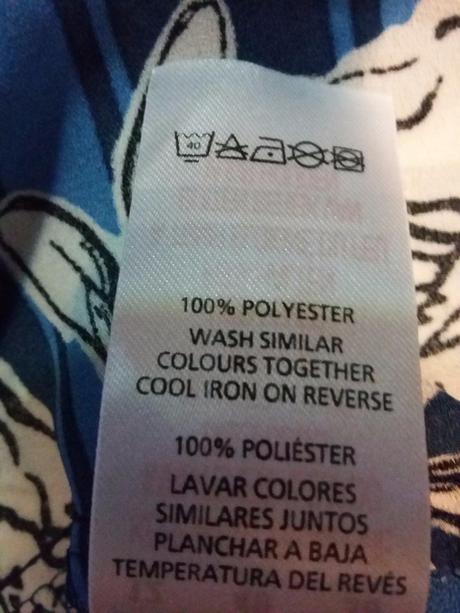 40
100% POLYESTER
WASH SIMILAR
COLOURS TOGETHER
COOL IRON ON REVERSE
100% POLIÉSTER
LAVAR COLORES
SIMILARES JUNTOS
PLANCHAR A BAJA
TEMPERATURA DEL REVÉS